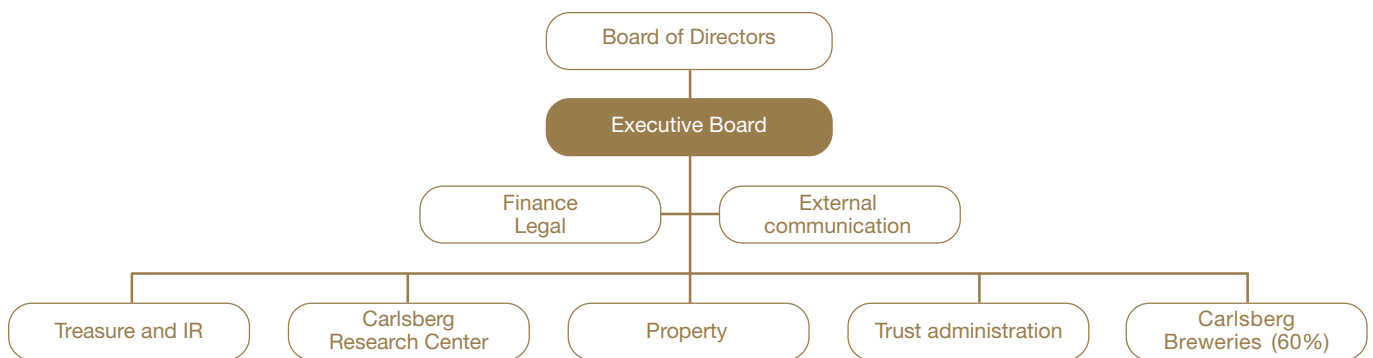 Board of Directors
Executive Board
Finance
Legal
External
communication
Treasure and IR
Carlsberg
Research Center
Property
Trust administration
Carlsberg
Breweries (60%)